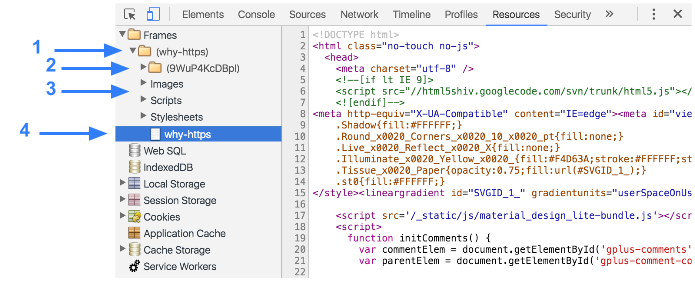 Elements Console Sources Network Timeline Profiles Resources Security »
Frames
1
(why-https)
2
(9WuP4KcDBpl)
3
Images
Scripts
Stylesheets
4
why-https
Web SQL
IndexedDB
Local Storage
Session Storage
Cookies
Application Cache
Cache Storage
Service Workers
1 <!DOCTYPE html>
2 <html class="no-touch no-js">
3 <head>
4 <meta charset="utf-8" />
5 <!--[if lt IE 9]>
6 <script src="//html5shiv.googlecode.com/svn/trunk/html5.js"></
7 <![endif]-->
8 <meta http-equiv="X-UA-Compatible" content="IE=edge"><meta id="vie
9 .Shadow{fill:#FFFFFF;}
10 .Round_x0020_Corners_x0020_10_x0020_pt{fill:none;}
11 .Live_x0020_Reflect_x0020_X{fill:none;}
12 .Illuminate_x0020_Yellow_x0020_{fill:#F4D63A;stroke:#FFFFFF;st
13 .Tissue_x0020_Paper{opacity:0.75;fill:url(#SVGID_1_);}
14 .st0{fill:#FFFFFF;}
15 </style><lineargradient id="SVGID_1_" gradientunits="userSpaceOnUs
16
17 <script src='/_static/js/material_design_lite-bundle.js'></script>
18 <script>
19 function initComments() {
20 var commentElem = document.getElementById('gplus-comments'
21 var parentElem = document.getElementById('gplus-comment-co
22